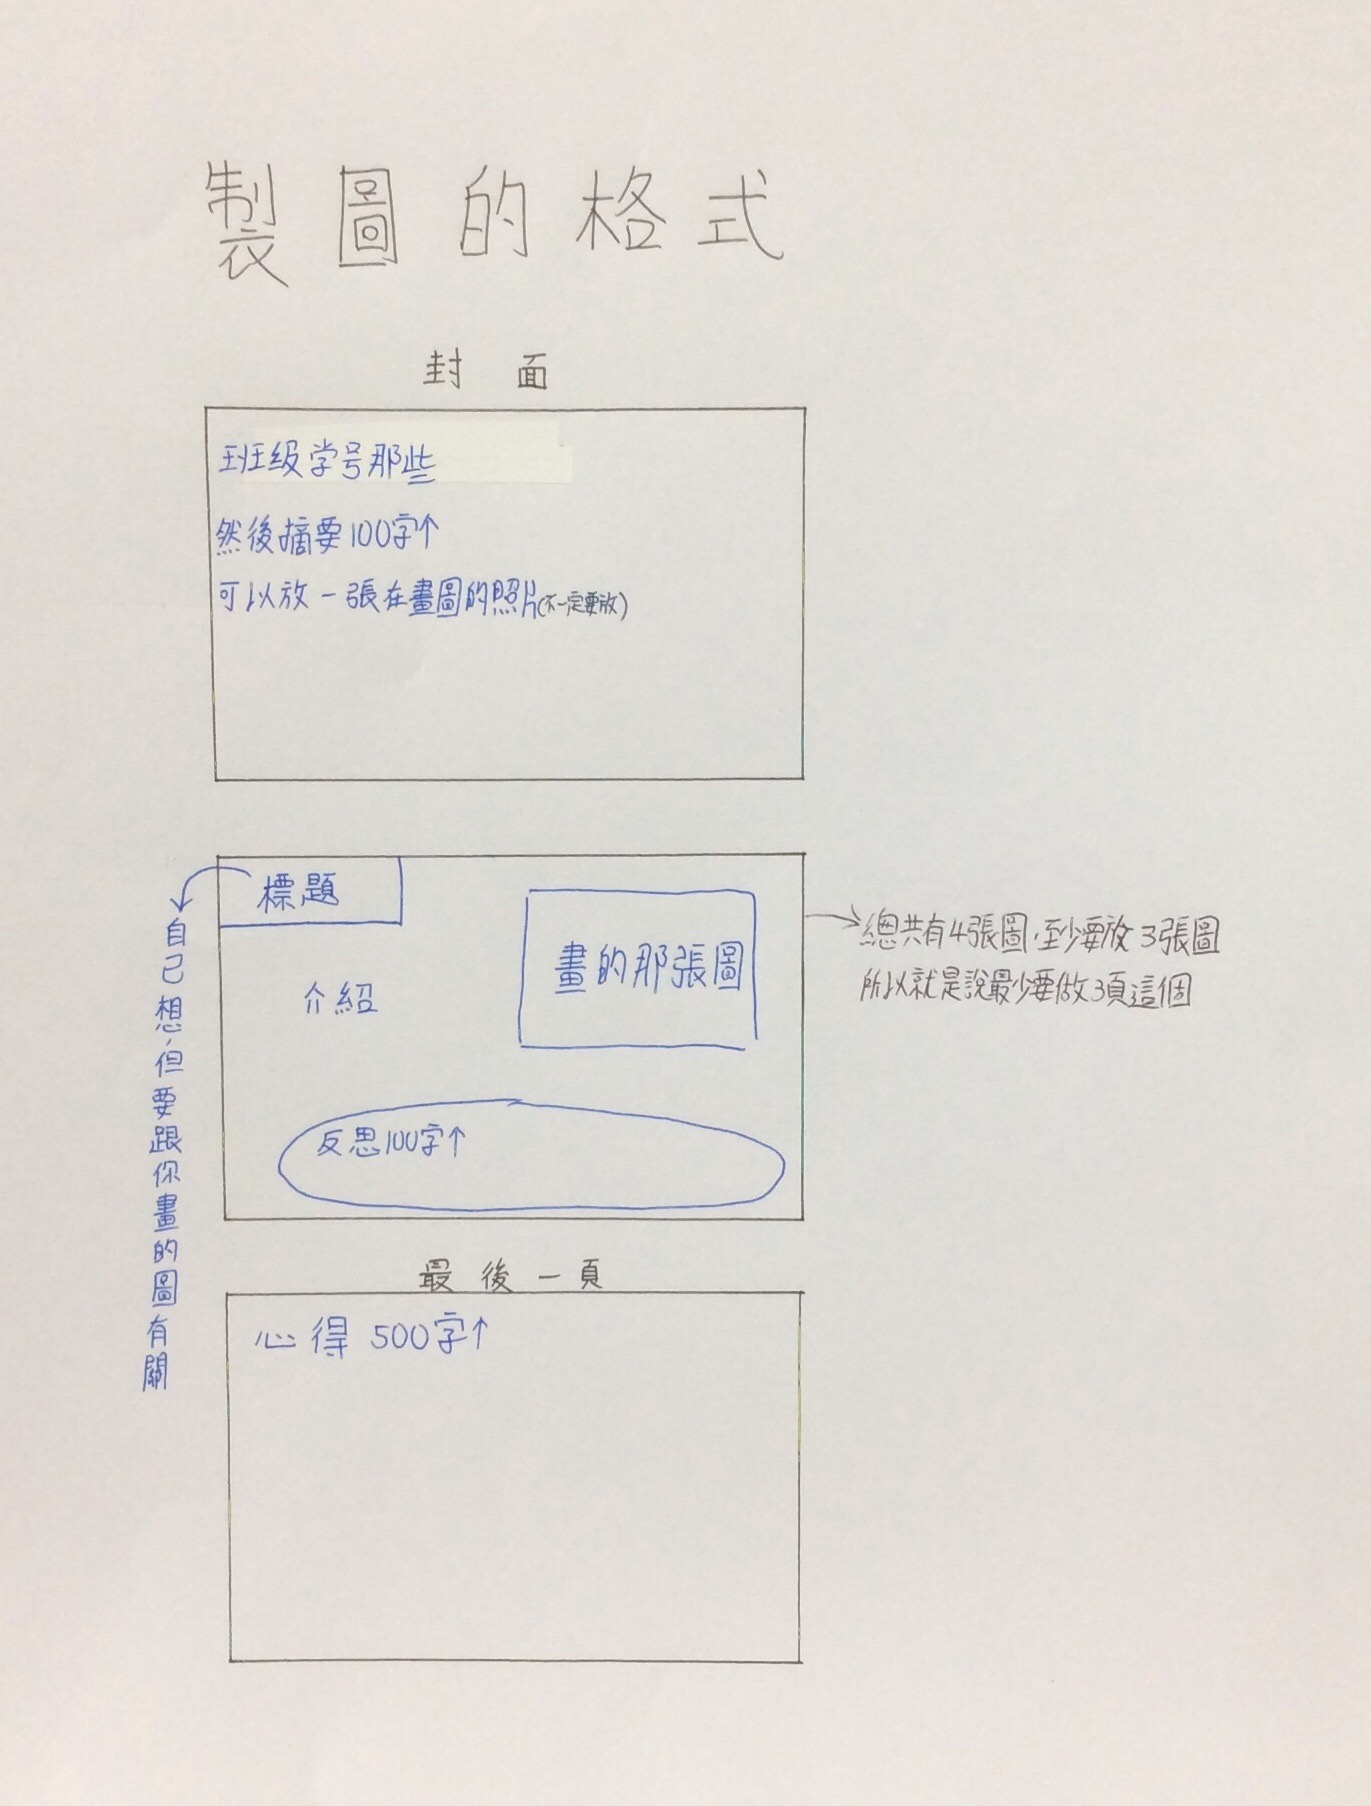 製圖的格式
封面
班級学号那些
然後摘要100字↑
可以放一張在畫圖的照片(不一定要放)
標題
自己想,但要跟你畫的圖有關
介紹
畫的那張圖
反思100字↑
總共有4張圖,至少要放3張圖
所以就是說最少要做3頁這個
最後一頁
心得 500字↑